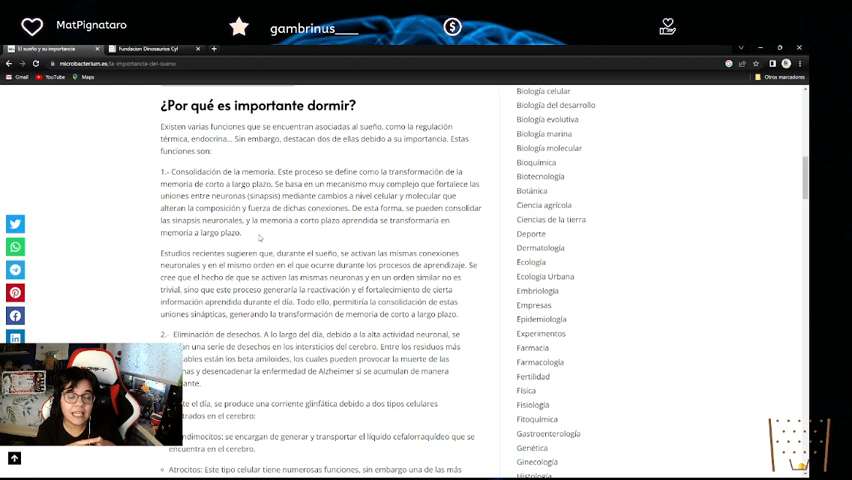 MatPignataro
gambrinus____
El sueño y su importancia
Fundacion Dinosaurios Cyl
microbacterium.es/la-importancia-del-sueno
Gmail
YouTube
Maps
Otros marcadores
¿Por qué es importante dormir?
Existen varias funciones que se encuentran asociadas al sueño, como la regulación
térmica, endocrina... Sin embargo, destacan dos de ellas debido a su importancia. Estas
funciones son:
1.- Consolidación de la memoria. Este proceso se define como la transformación de la
memoria de corto a largo plazo. Se basa en un mecanismo muy complejo que fortalece las
uniones entre neuronas (sinapsis) mediante cambios a nivel celular y molecular que
alteran la composición y fuerza de dichas conexiones. De esta forma, se pueden consolidar
las sinapsis neuronales, y la memoria a corto plazo aprendida se transformaría en
memoria a largo plazo.
Estudios recientes sugieren que, durante el sueño, se activan las mismas conexiones
neuronales y en el mismo orden en el que ocurre durante los procesos de aprendizaje. Se
cree que el hecho de que se activen las mismas neuronas y en un orden similar no es
trivial, sino que este proceso generaría la reactivación y el fortalecimiento de cierta
información aprendida durante el día. Todo ello, permitiría la consolidación de estas
uniones sinápticas, generando la transformación de memoria de corto a largo plazo.
2.- Eliminación de desechos. A lo largo del día, debido a la alta actividad neuronal, se
una serie de desechos en los intersticios del cerebro. Entre los residuos más
están los beta amiloides, los cuales pueden provocar la muerte de las
y desencadenar la enfermedad de Alzheimer si se acumulan de manera
el día, se produce una corriente glinfática debido a dos tipos celulares
en el cerebro:
se encargan de generar y transportar el líquido cefalorraquídeo que se
encuentra en el cerebro.
Atrocitos: Este tipo celular tiene numerosas funciones, sin embargo una de las más
Biología celular
Biología del desarrollo
Biología evolutiva
Biología marina
Biología molecular
Bioquímica
Biotecnología
Botánica
Ciencia agrícola
Ciencias de la tierra
Deporte
Dermatología
Ecología
Ecología Urbana
Embriología
Empresas
Epidemiología
Experimentos
Farmacia
Farmacología
Fertilidad
Física
Fisiología
Fitoquímica
Gastroenterología
Genética
Ginecología
Histología